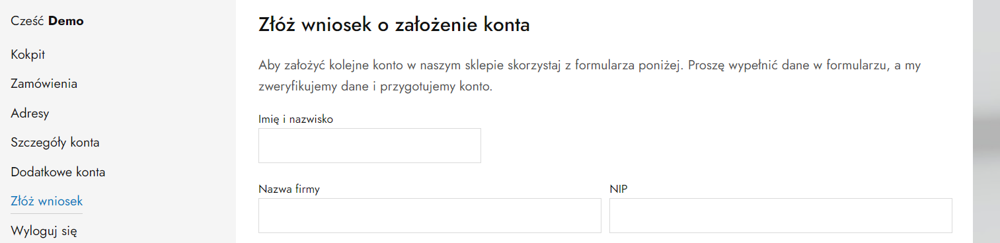 Cześć Demo
Kokpit
Zamówienia
Adresy
Szczegóły konta
Dodatkowe konta
Złóż wniosek
Wyloguj się
Złóż wniosek o założenie konta
Aby założyć kolejne konto w naszym sklepie skorzystaj z formularza poniżej. Proszę wypełnić dane w formularzu, a my
zweryfikujemy dane i przygotujemy konto.
Imię i nazwisko
Nazwa firmy
NIP